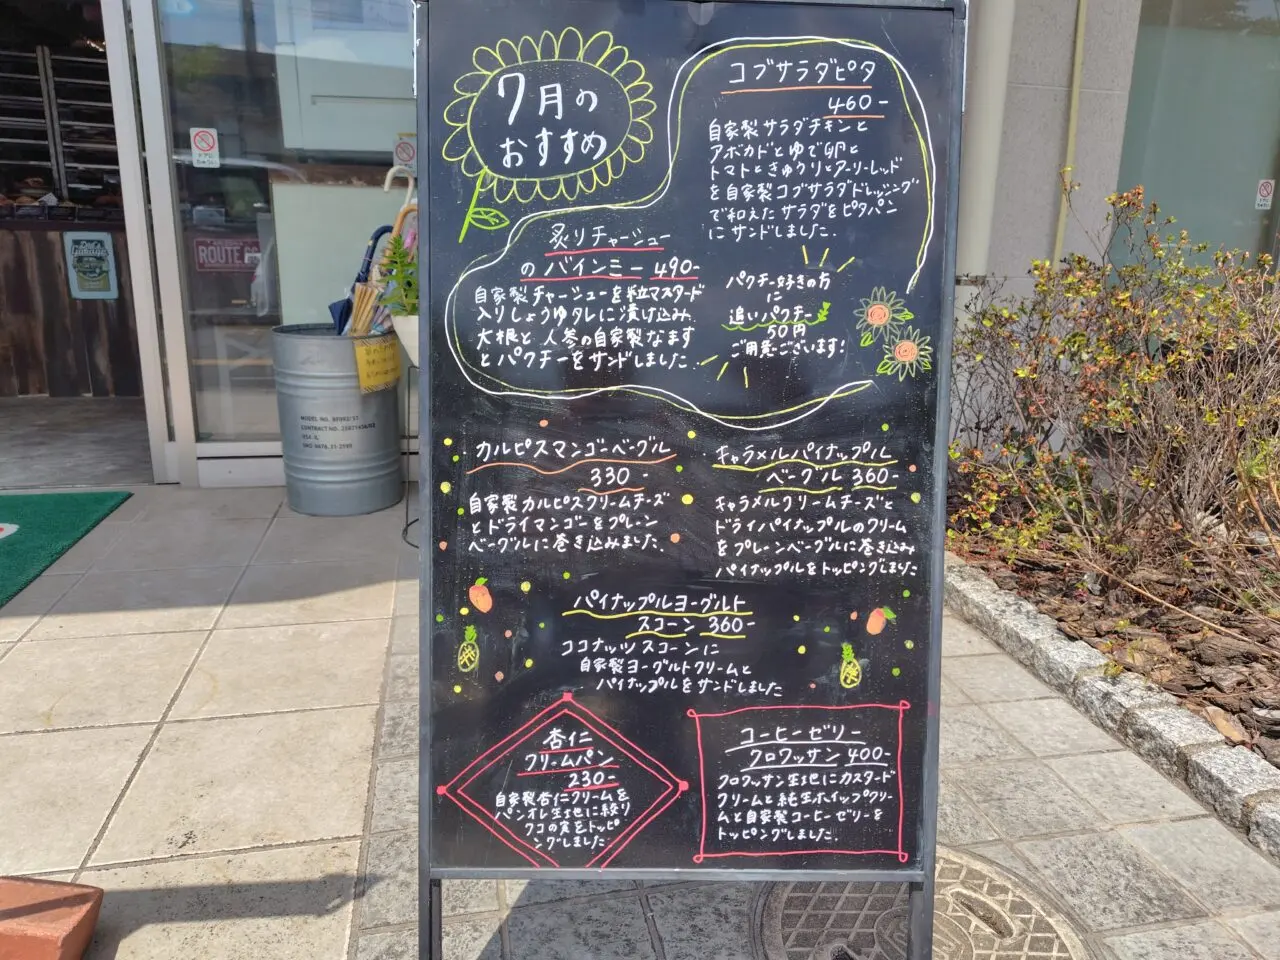 7月の
おすすめ
コブサラダピタ
460-
自家製サラダチキンと
アボカドとゆで卵と
トマトときゅうりとアーリーレッド
を自家製コブサラダドレッシング
で和えたサラダをピタパン
にサンドしました.
炙りチャーシュー
のバインミー 490-
自家製チャーシューを粒マスタード
入りしょうゆタレに漬け込み.
大根と人参の自家製なます
とパクチーをサンドしました.
パクチー好きの方
に
追いパクチー
50円
ご用意ございます!
カルピスマンゴーベーグル
330-
自家製カルピスクリームチーズ
とドライマンゴーをプレーン
ベーグルに巻き込みました.
キャラメルパイナップル
ベーグル 360-
キャラメルクリームチーズと
ドライパイナップルのクリーム
をプレーンベーグルに巻き込み
パイナップルをトッピングしました
パイナップルヨーグルト
スコーン 360-
ココナッツスコーンに
自家製ヨーグルトクリームと
パイナップルをサンドしました
杏仁
クリームパン
230-
自家製杏仁クリームを
パンオレ生地に絞り
クコの実をトッピ
ングしました
コーヒーゼリー
クロワッサン 400-
クロワッサン生地にカスタード
クリームと純生ホイップクリー
ムと自家製コーヒーゼリーを
トッピングしました.
ROUTE 66
MODEL NO.
CONTRACT NO.